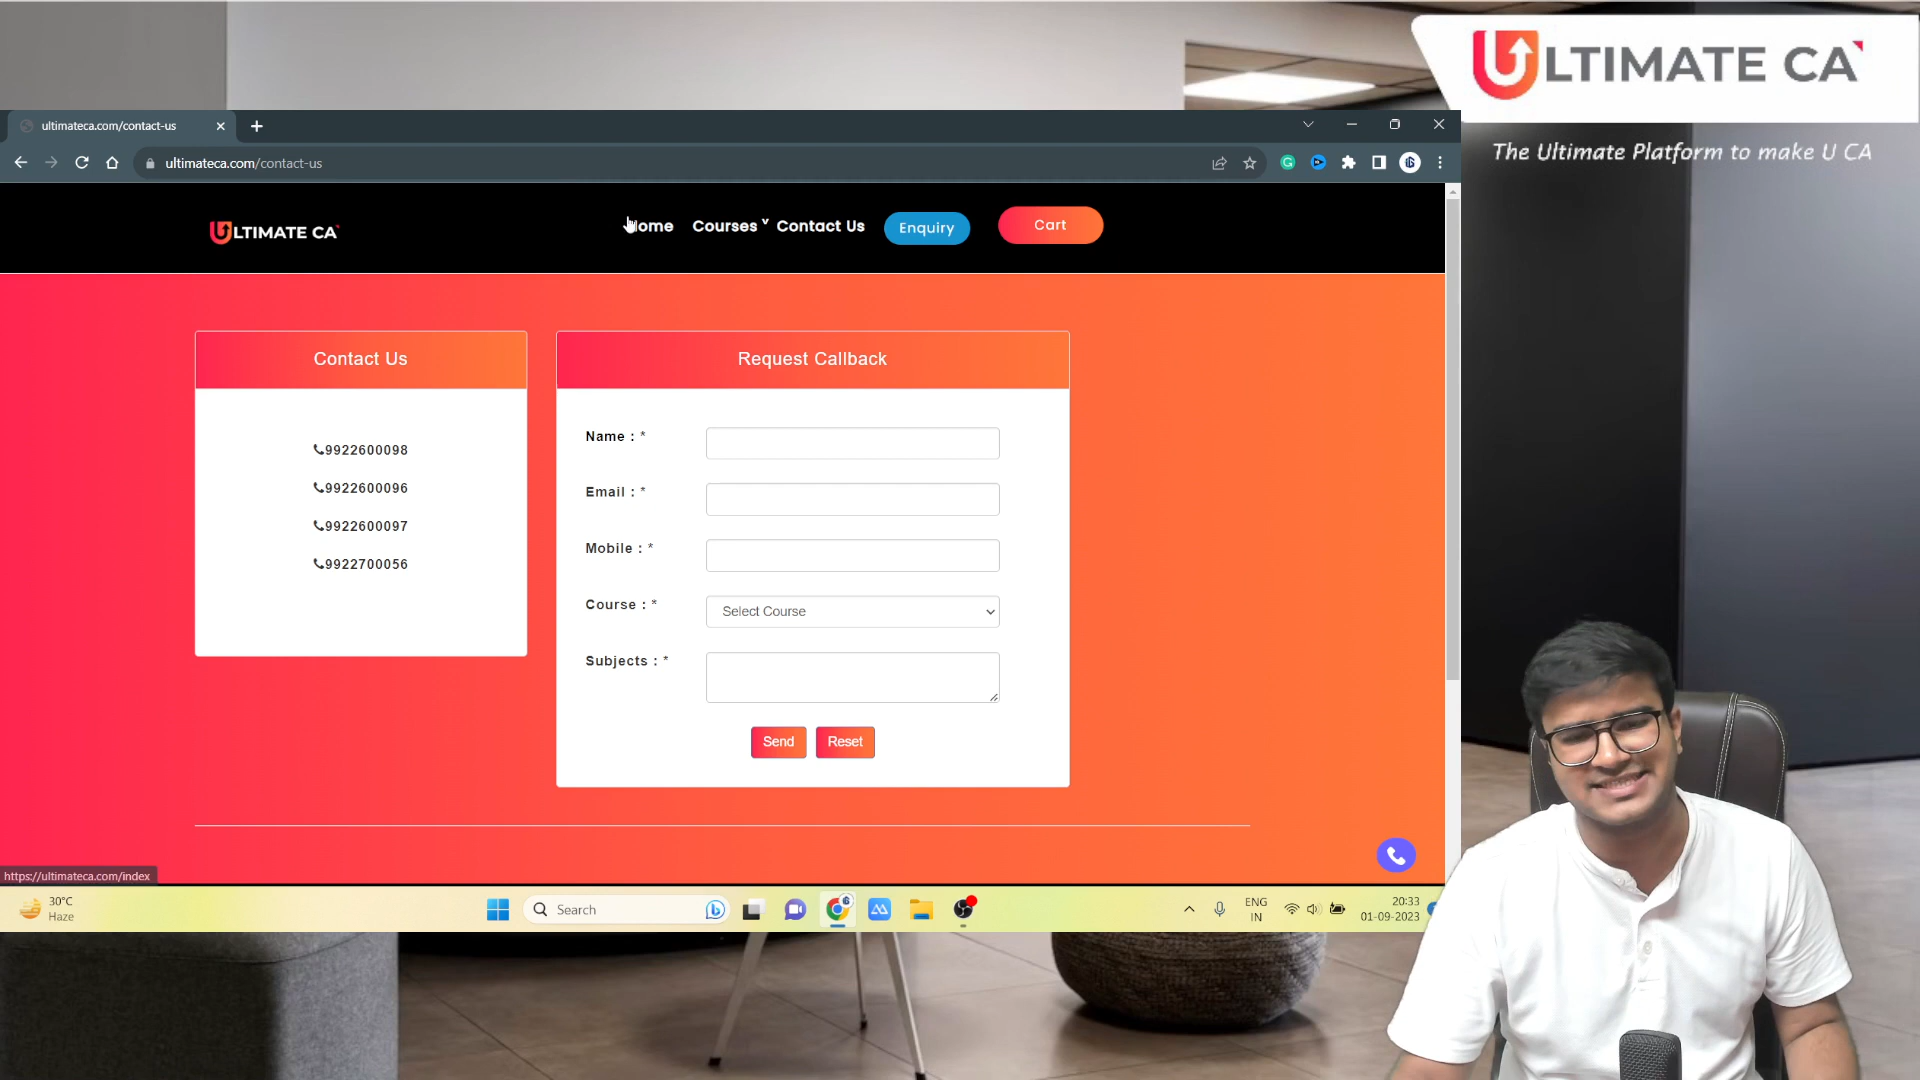 ULTIMATE CA
The Ultimate Platform to make U CA
ultimateca.com/contact-us
ultimateca.com/contact-us
ULTIMATE CA
Home Courses Contact Us Enquiry Cart
Contact Us
9922600098
9922600096
9922600097
9922700056
Request Callback
Name : *
Email : *
Mobile : *
Course : * Select Course
Subjects : *
Send Reset
https://ultimateca.com/index
30°C
Haze
Search
ENG
IN
20:33
01-09-2023